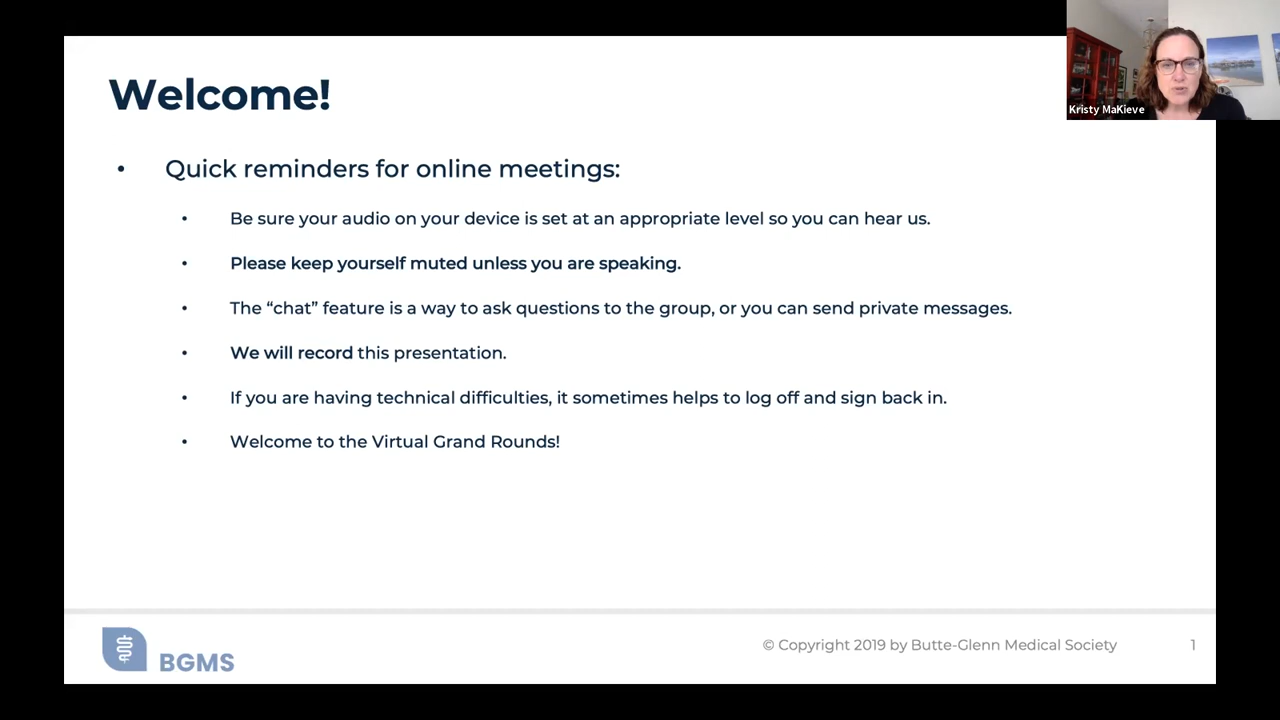 Welcome!
Kristy MaKieve
• Quick reminders for online meetings:
• Be sure your audio on your device is set at an appropriate level so you can hear us.
• Please keep yourself muted unless you are speaking.
• The “chat” feature is a way to ask questions to the group, or you can send private messages.
• We will record this presentation.
• If you are having technical difficulties, it sometimes helps to log off and sign back in.
• Welcome to the Virtual Grand Rounds!
BGMS
© Copyright 2019 by Butte-Glenn Medical Society
1